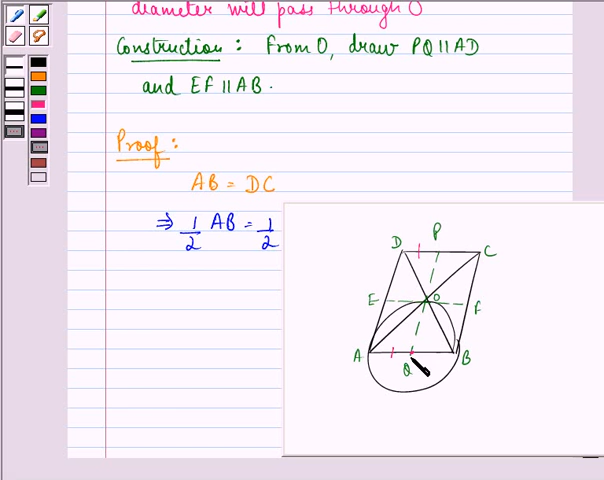 diameter will pass through O
Construction : From O, draw PQ || AD
and EF || AB.
Proof :
AB = DC
⇒ 1/2 AB = 1/2
D P C
E O F
A Q B